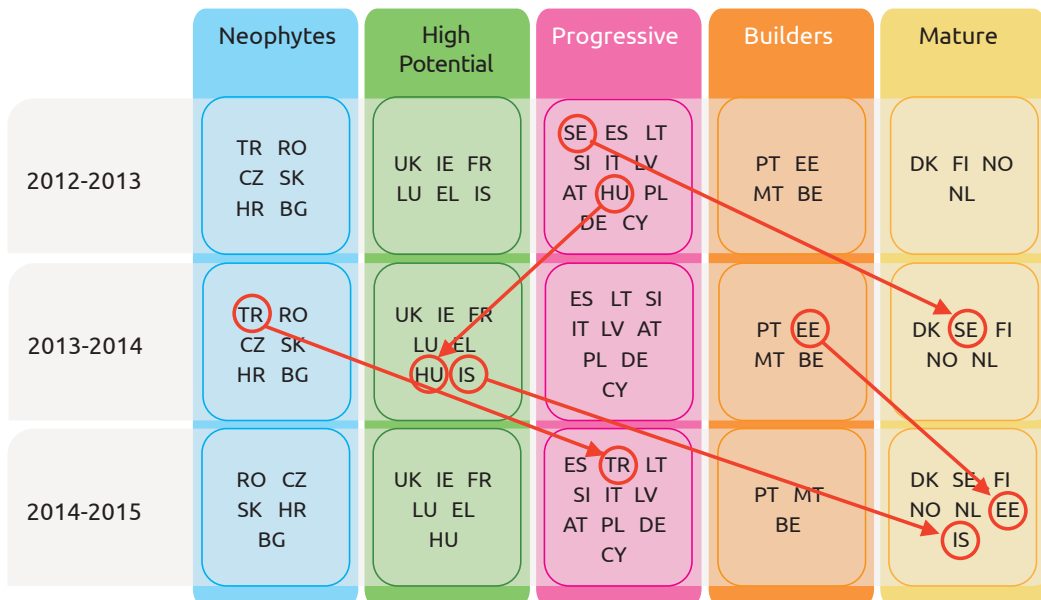 Neophytes
High
Potential
Progressive
Builders
Mature
2012-2013
TR RO
CZ SK
HR BG
UK IE FR
LU EL IS
SE ES LT
SI IT LV
AT HU PL
DE CY
PT EE
MT BE
DK FI NO
NL
2013-2014
TR RO
CZ SK
HR BG
UK IE FR
LU EL
HU IS
ES LT SI
IT LV AT
PL DE
CY
PT EE
MT BE
DK SE FI
NO NL
2014-2015
RO CZ
SK HR
BG
UK IE FR
LU EL
HU
ES TR LT
SI IT LV
AT PL DE
CY
PT MT
BE
DK SE FI
NO NL EE
IS